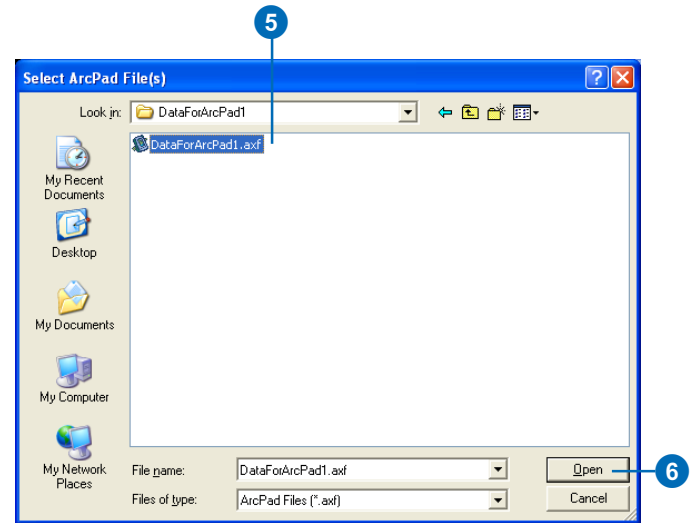 5
Select ArcPad File(s)
Look in: DataForArcPad1
DataForArcPad1.axf
My Recent
Documents
Desktop
My Documents
My Computer
My Network
Places
File name: DataForArcPad1.axf Open 6
Files of type: ArcPad Files (*.axf) Cancel